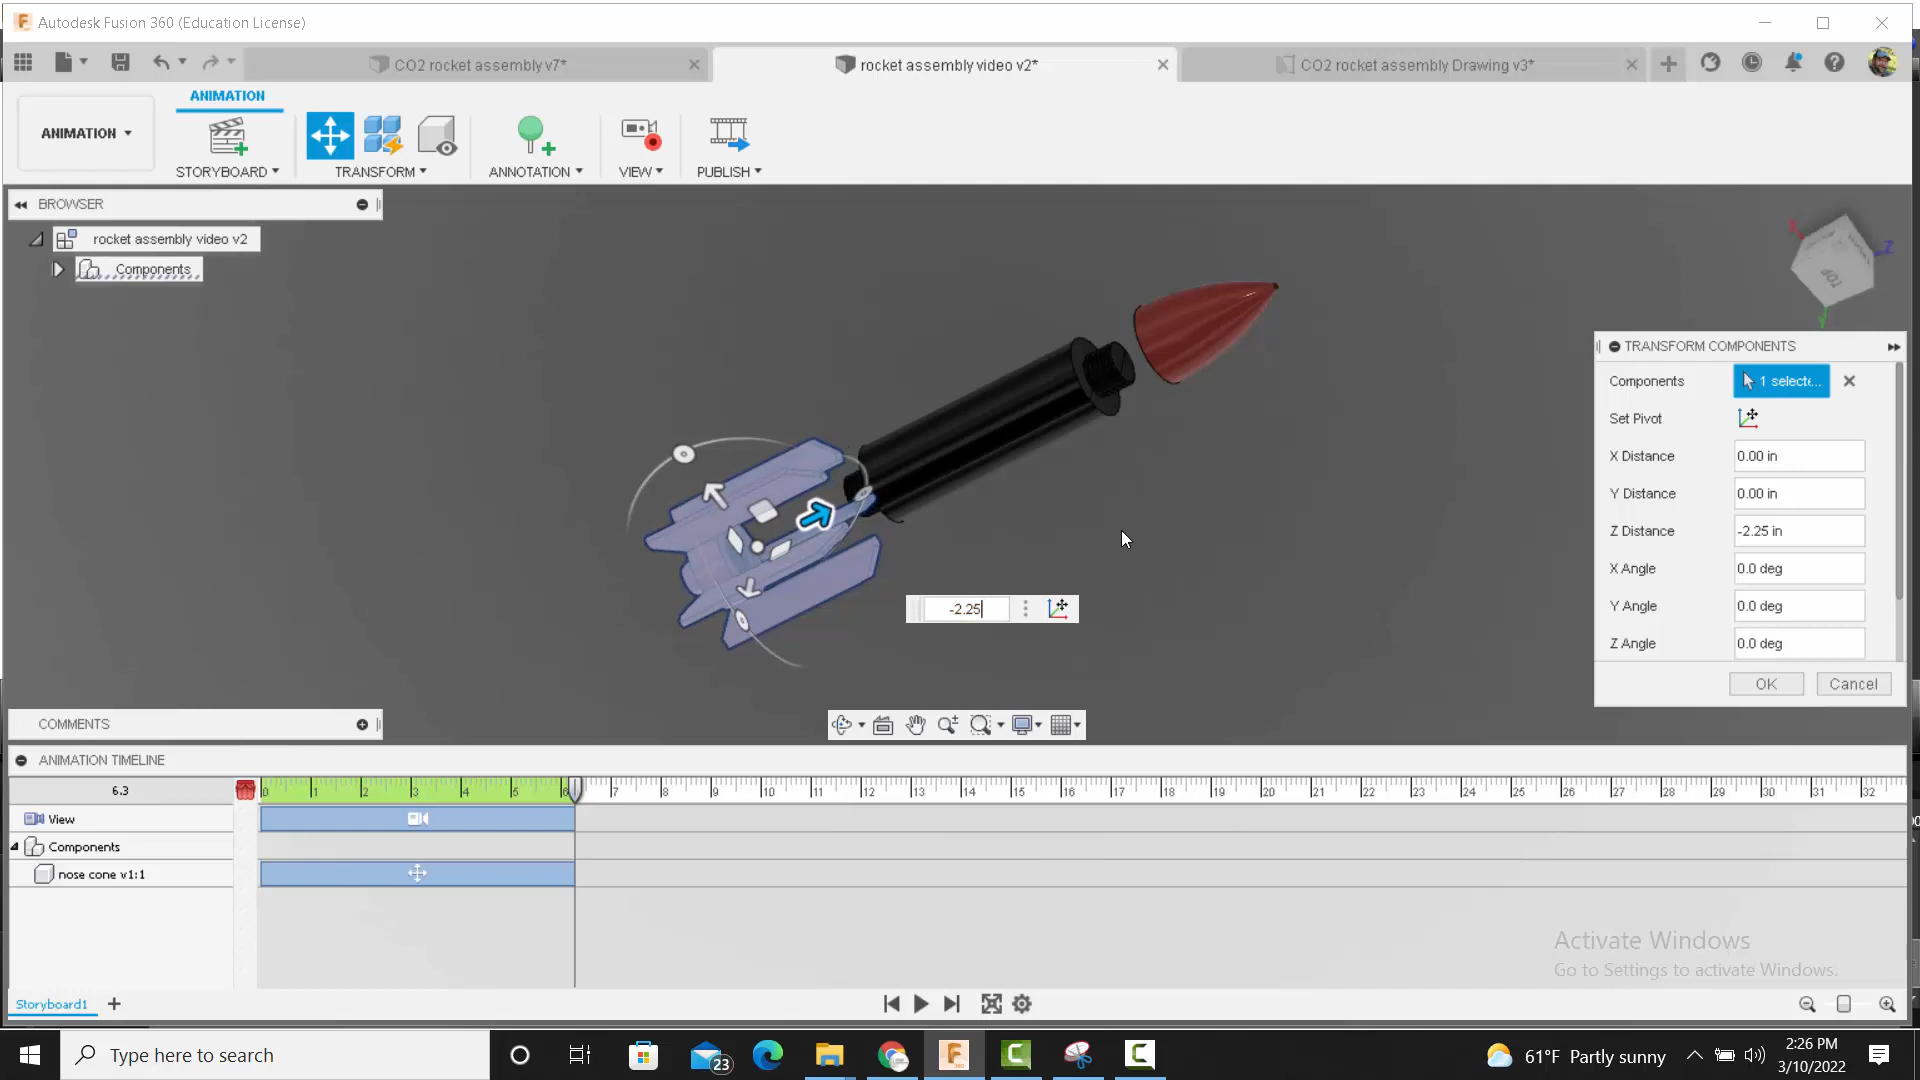 Autodesk Fusion 360 (Education License)
CO2 rocket assembly v7*
rocket assembly video v2*
CO2 rocket assembly Drawing v3*
ANIMATION
ANIMATION
STORYBOARD
TRANSFORM
ANNOTATION
VIEW
PUBLISH
BROWSER
rocket assembly video v2
Components
TOP
Z
TRANSFORM COMPONENTS
Components 1 selecte...
Set Pivot
X Distance 0.00 in
Y Distance 0.00 in
Z Distance -2.25 in
X Angle 0.0 deg
Y Angle 0.0 deg
Z Angle 0.0 deg
OK Cancel
-2.25
COMMENTS
ANIMATION TIMELINE
6.3
0 1 2 3 4 5 6 7 8 9 10 11 12 13 14 15 16 17 18 19 20 21 22 23 24 25 26 27 28 29 30 31 32
View
Components
nose cone v1:1
Activate Windows
Go to Settings to activate Windows.
Storyboard1
Type here to search
23
61°F Partly sunny
2:26 PM
3/10/2022